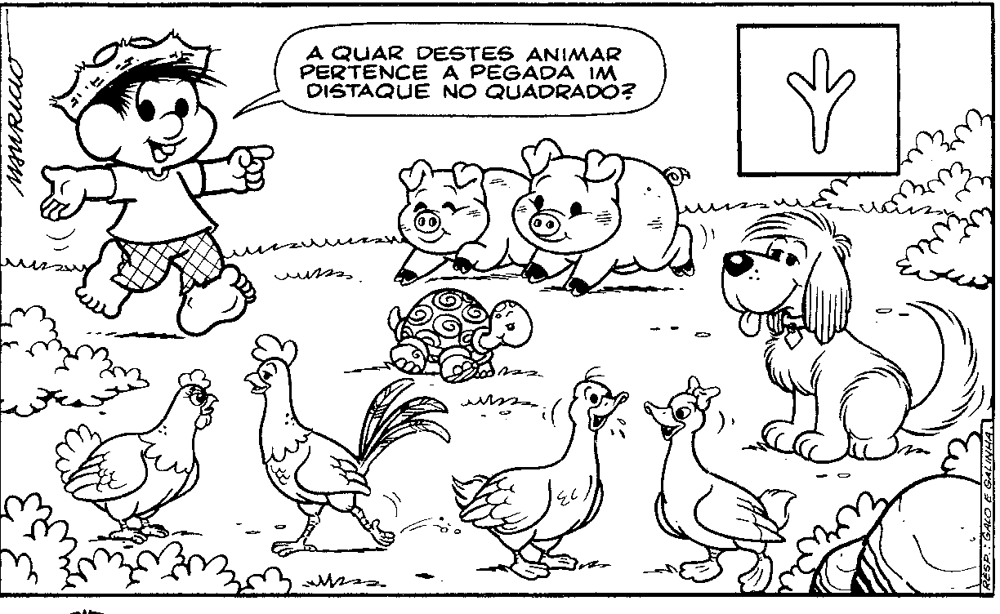 A QUAR DESTES ANIMAR
PERTENCE A PEGADA IM
DISTAQUE NO QUADRADO?
MAURICIO
RESP.: GALO E GALINHA.